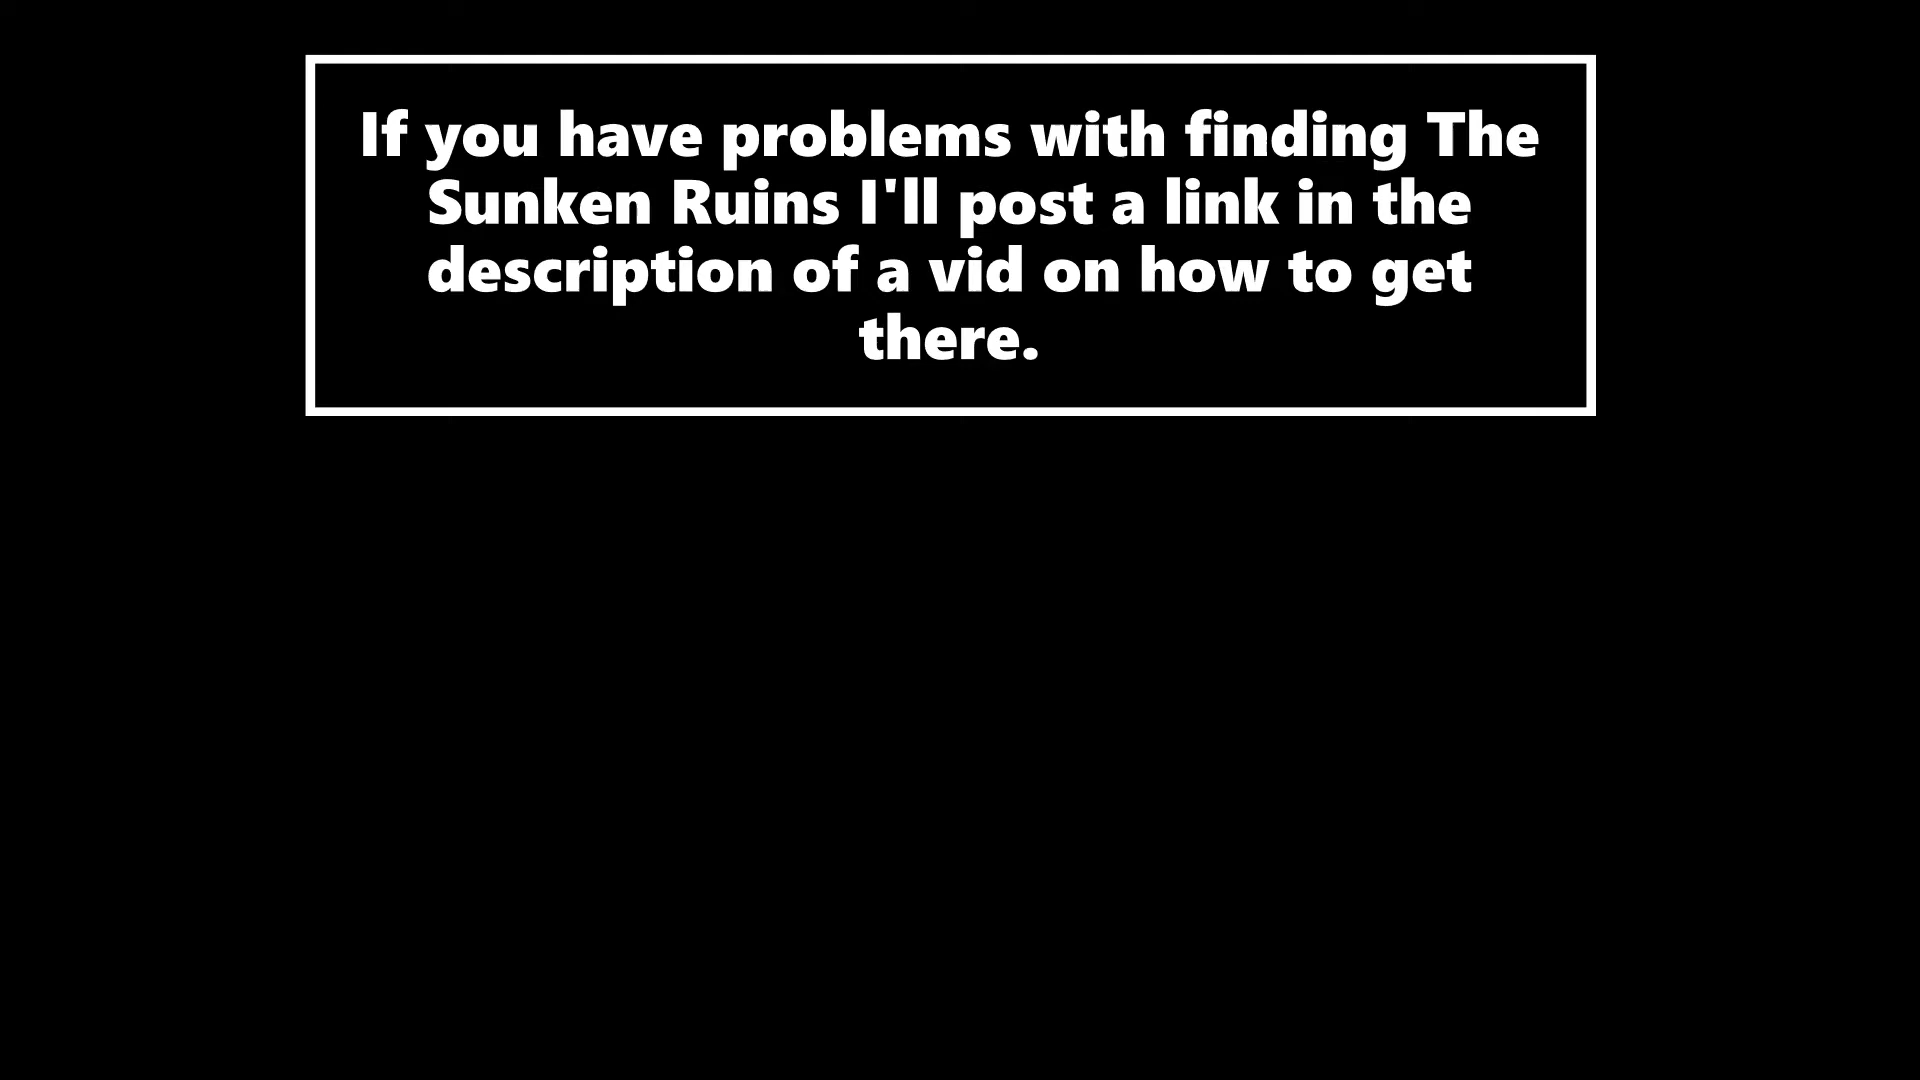 If you have problems with finding The
Sunken Ruins I'll post a link in the
description of a vid on how to get
there.